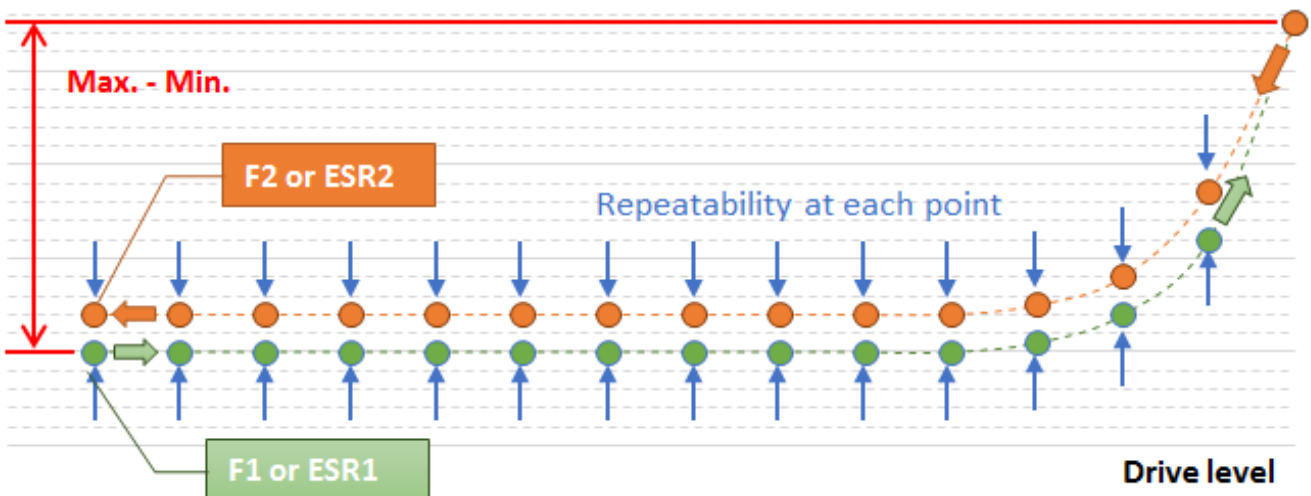 Max. - Min.
F2 or ESR2
Repeatability at each point
F1 or ESR1
Drive level